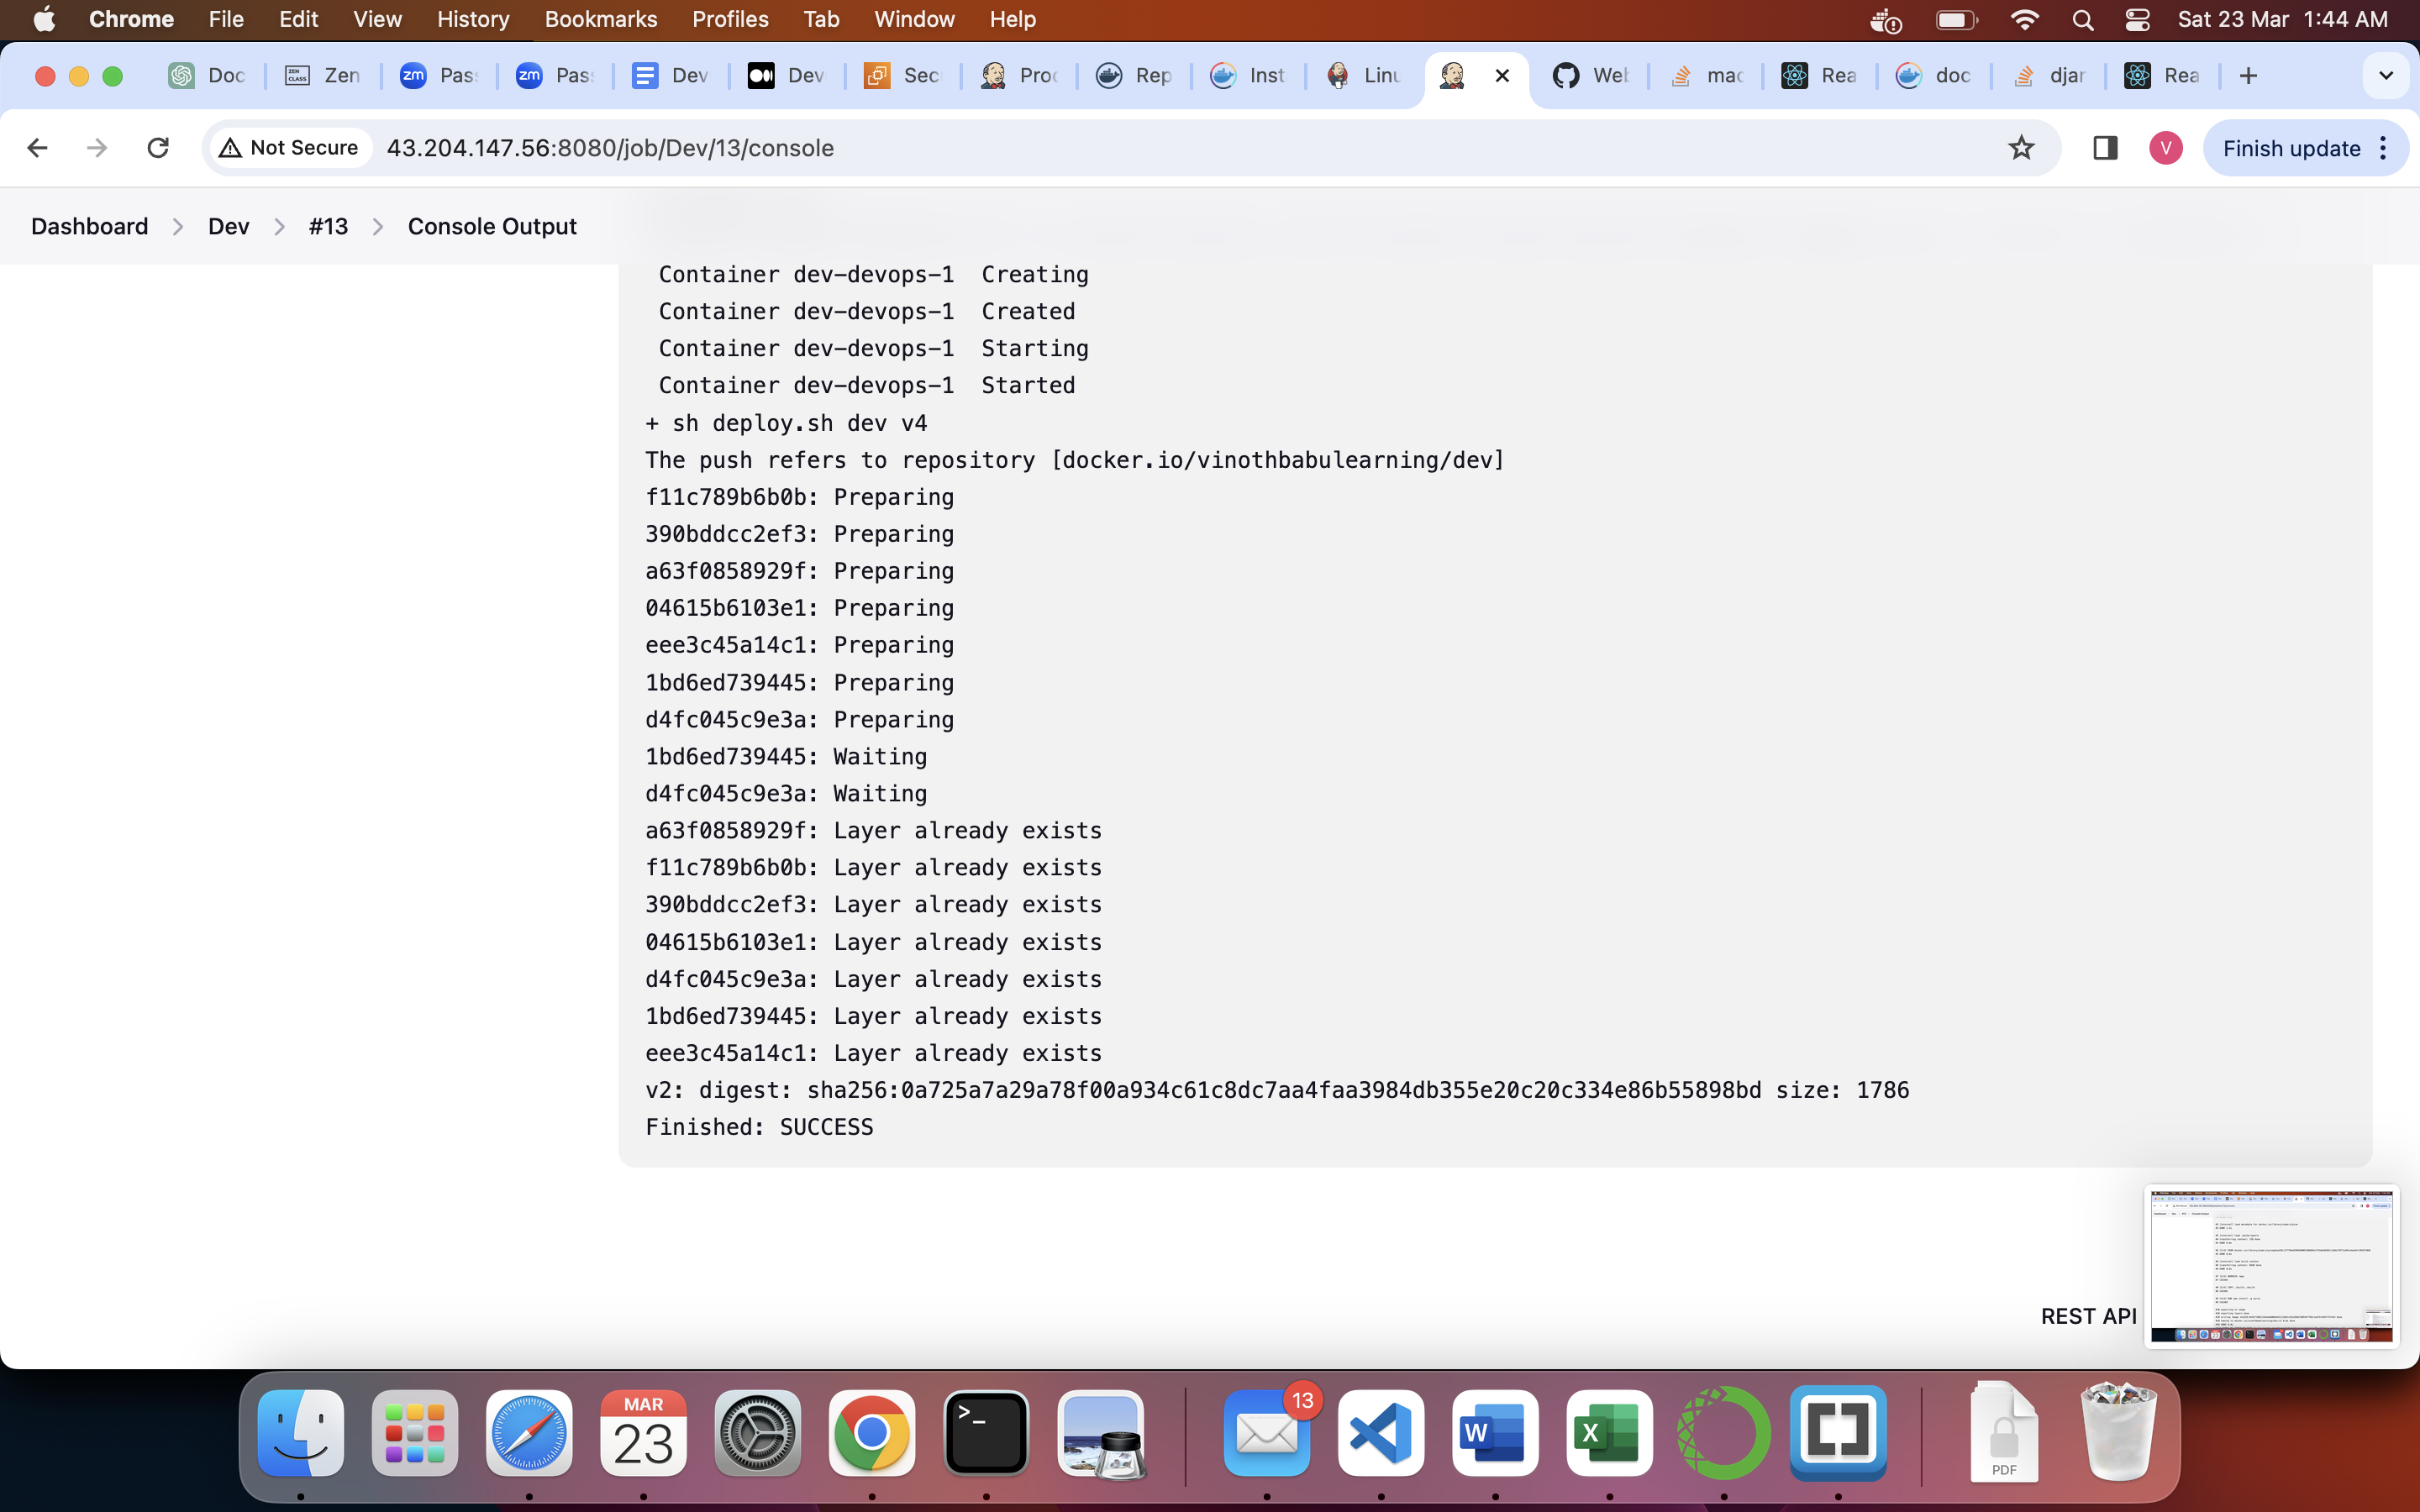 Chrome File Edit View History Bookmarks Profiles Tab Window Help Sat 23 Mar 1:44 AM
Doc Zen Pas Pas Dev Dev Sec Proc Rep Inst Linu Web mac Rea doc djan Rea
Not Secure 43.204.147.56:8080/job/Dev/13/console V Finish update
Dashboard > Dev > #13 > Console Output
Container dev-devops-1 Creating
Container dev-devops-1 Created
Container dev-devops-1 Starting
Container dev-devops-1 Started
+ sh deploy.sh dev v4
The push refers to repository [docker.io/vinothbabulearning/dev]
f11c789b6b0b: Preparing
390bddcc2ef3: Preparing
a63f0858929f: Preparing
04615b6103e1: Preparing
eee3c45a14c1: Preparing
1bd6ed739445: Preparing
d4fc045c9e3a: Preparing
1bd6ed739445: Waiting
d4fc045c9e3a: Waiting
a63f0858929f: Layer already exists
f11c789b6b0b: Layer already exists
390bddcc2ef3: Layer already exists
04615b6103e1: Layer already exists
d4fc045c9e3a: Layer already exists
1bd6ed739445: Layer already exists
eee3c45a14c1: Layer already exists
v2: digest: sha256:0a725a7a29a78f00a934c61c8dc7aa4faa3984db355e20c20c334e86b55898bd size: 1786
Finished: SUCCESS
REST API
MAR
23
13
W
X
PDF